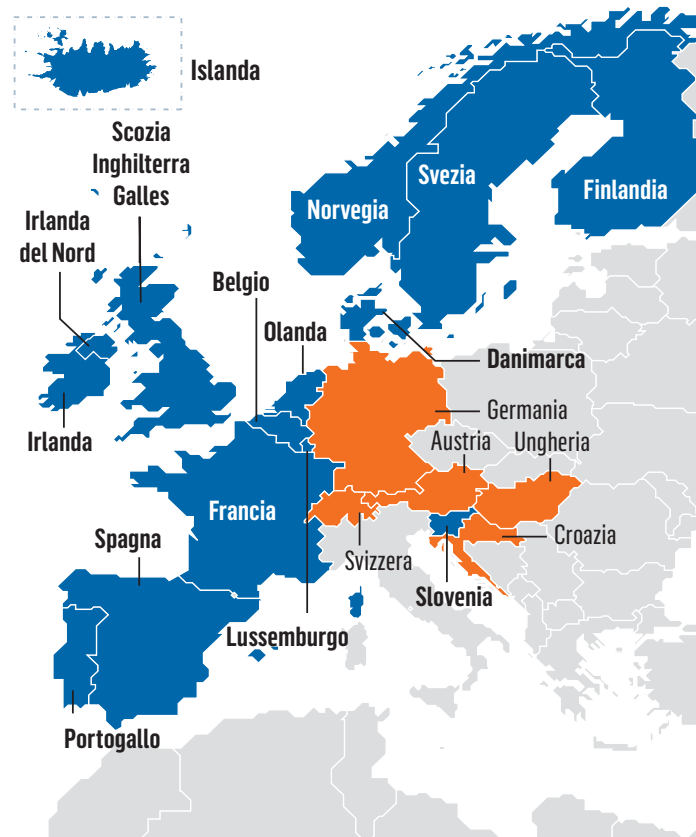 Islanda
Scozia
Inghilterra
Galles
Svezia
Finlandia
Norvegia
Irlanda
del Nord
Belgio
Olanda
Danimarca
Germania
Irlanda
Austria
Ungheria
Francia
Spagna
Croazia
Svizzera
Slovenia
Lussemburgo
Portogallo